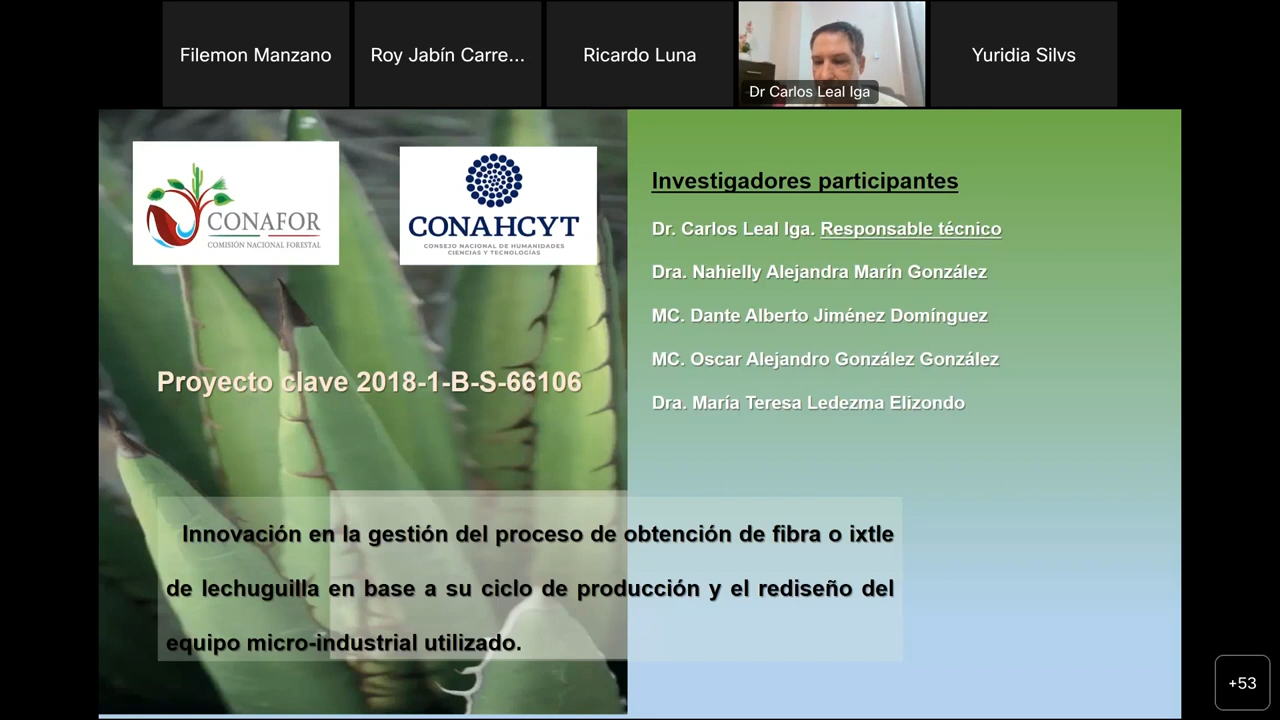 Filemon Manzano
Roy Jabín Carre...
Ricardo Luna
Dr Carlos Leal Iga
Yuridia Silvs
CONAFOR
COMISIÓN NACIONAL FORESTAL
CONAHCYT
CONSEJO NACIONAL DE HUMANIDADES
CIENCIAS Y TECNOLOGÍAS
Proyecto clave 2018-1-B-S-66106
Investigadores participantes
Dr. Carlos Leal Iga. Responsable técnico
Dra. Nahielly Alejandra Marín González
MC. Dante Alberto Jiménez Domínguez
MC. Oscar Alejandro González González
Dra. María Teresa Ledezma Elizondo
Innovación en la gestión del proceso de obtención de fibra o ixtle
de lechuguilla en base a su ciclo de producción y el rediseño del
equipo micro-industrial utilizado.
+53